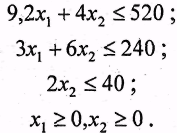 9,2x₁ + 4x₂ ≤ 520 ;
3x₁ + 6x₂ ≤ 240 ;
2x₂ ≤ 40 ;
x₁ ≥ 0, x₂ ≥ 0 .